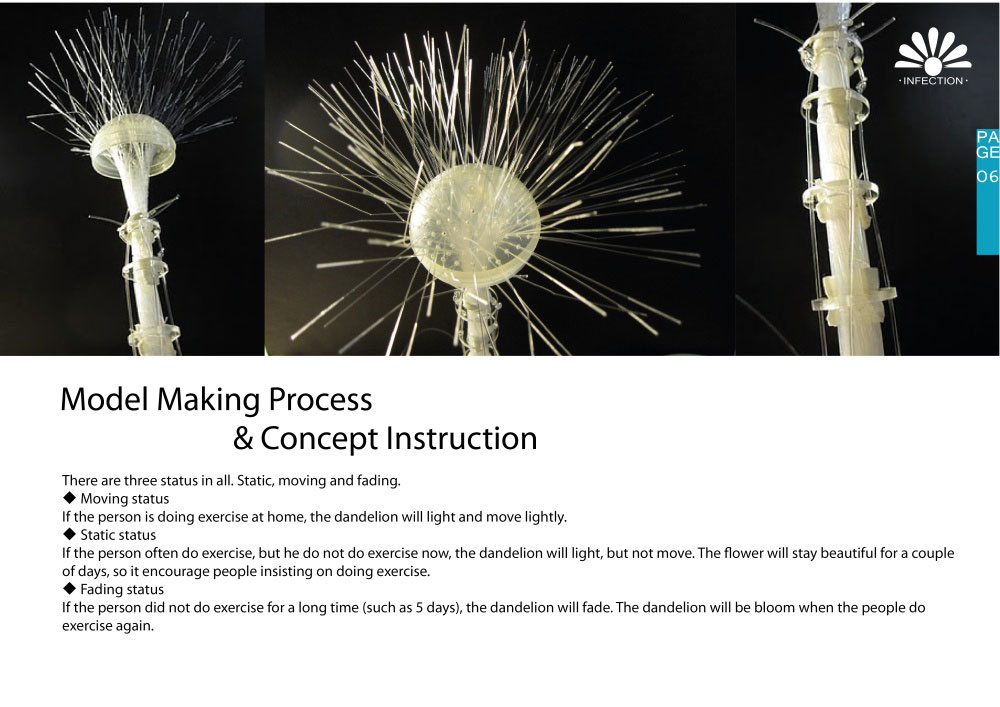 · INFECTION ·
PA
GE
06
Model Making Process
& Concept Instruction
There are three status in all. Static, moving and fading.
◆ Moving status
If the person is doing exercise at home, the dandelion will light and move lightly.
◆ Static status
If the person often do exercise, but he do not do exercise now, the dandelion will light, but not move. The flower will stay beautiful for a couple
of days, so it encourage people insisting on doing exercise.
◆ Fading status
If the person did not do exercise for a long time (such as 5 days), the dandelion will fade. The dandelion will be bloom when the people do
exercise again.